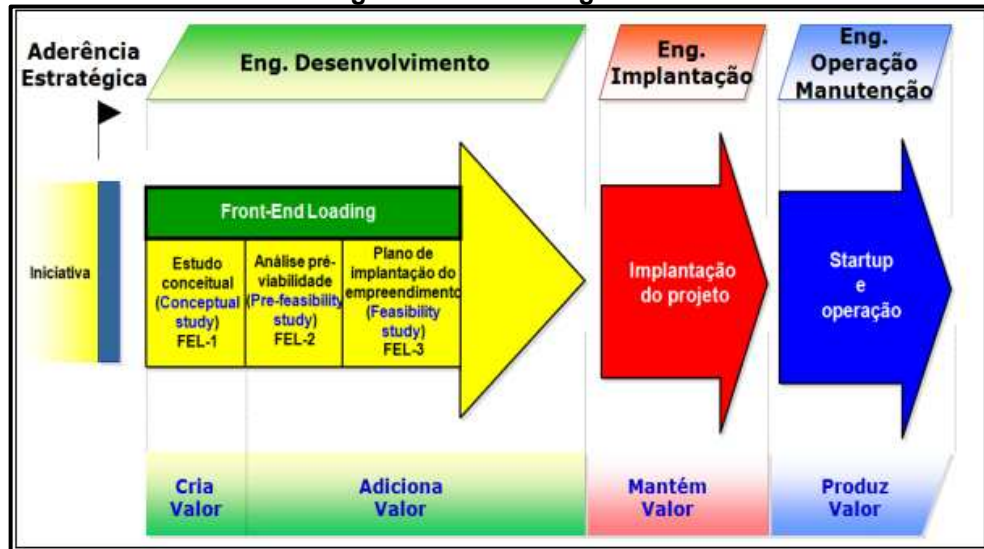 Aderência
Estratégica
Eng. Desenvolvimento
Eng.
Implantação
Eng.
Operação
Manutenção
Iniciativa
Front-End Loading
Estudo
conceitual
(Conceptual
study)
FEL-1
Análise pré-
viabilidade
(Pre-feasibility
study)
FEL-2
Plano de
implantação do
empreendimento
(Feasibility
study)
FEL-3
Implantação
do projeto
Startup
e
operação
Cria
Valor
Adiciona
Valor
Mantém
Valor
Produz
Valor